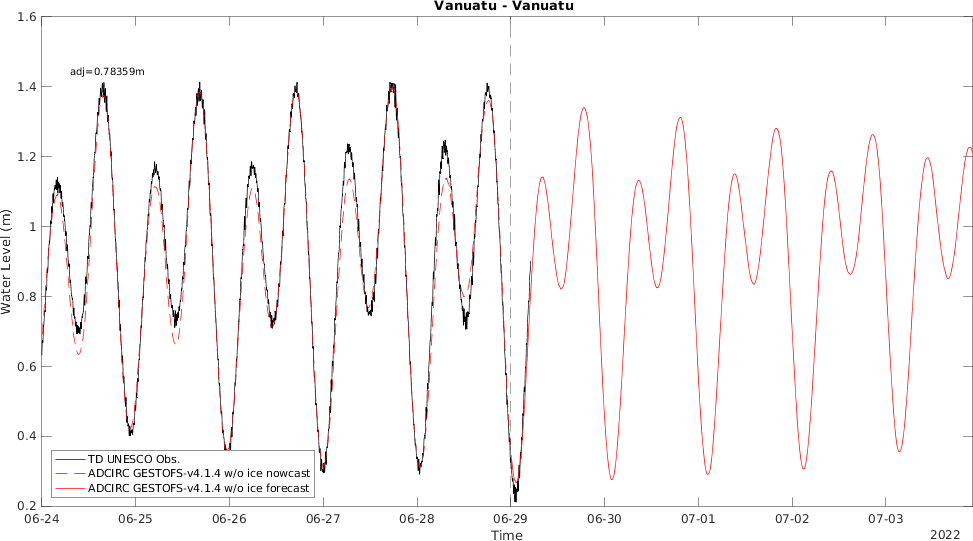 Vanuatu - Vanuatu
1.6
adj=0.78359m
1.4
1.2
1
0.8
0.6
0.4
0.2
Water Level (m)
TD UNESCO Obs.
ADCIRC GESTOFS-v4.1.4 w/o ice nowcast
ADCIRC GESTOFS-v4.1.4 w/o ice forecast
06-24 06-25 06-26 06-27 06-28 06-29 06-30 07-01 07-02 07-03
Time
2022